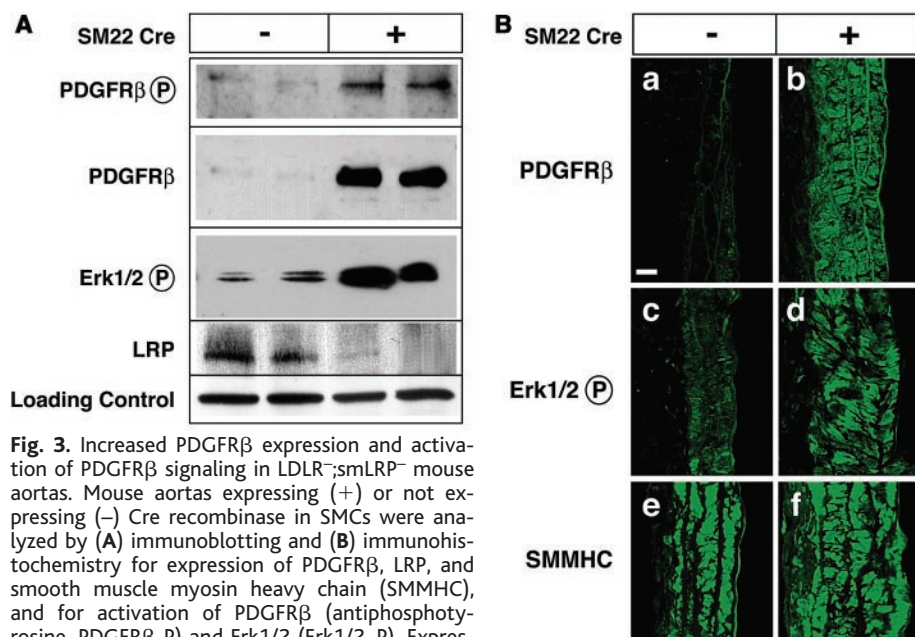 A
SM22 Cre - +
PDGFRβ Ⓟ
PDGFRβ
Erk1/2 Ⓟ
LRP
Loading Control
Fig. 3. Increased PDGFRβ expression and activa-
tion of PDGFRβ signaling in LDLR⁻;smLRP⁻ mouse
aortas. Mouse aortas expressing (+) or not ex-
pressing (–) Cre recombinase in SMCs were ana-
lyzed by (A) immunoblotting and (B) immunohis-
tochemistry for expression of PDGFRβ, LRP, and
smooth muscle myosin heavy chain (SMMHC),
and for activation of PDGFRβ (antiphosphoty-
rosine, PDGFRβ-P) and Erk1/2 (Erk1/2-P). Expres-
B
SM22 Cre - +
a b
PDGFRβ
c d
Erk1/2 Ⓟ
e f
SMMHC